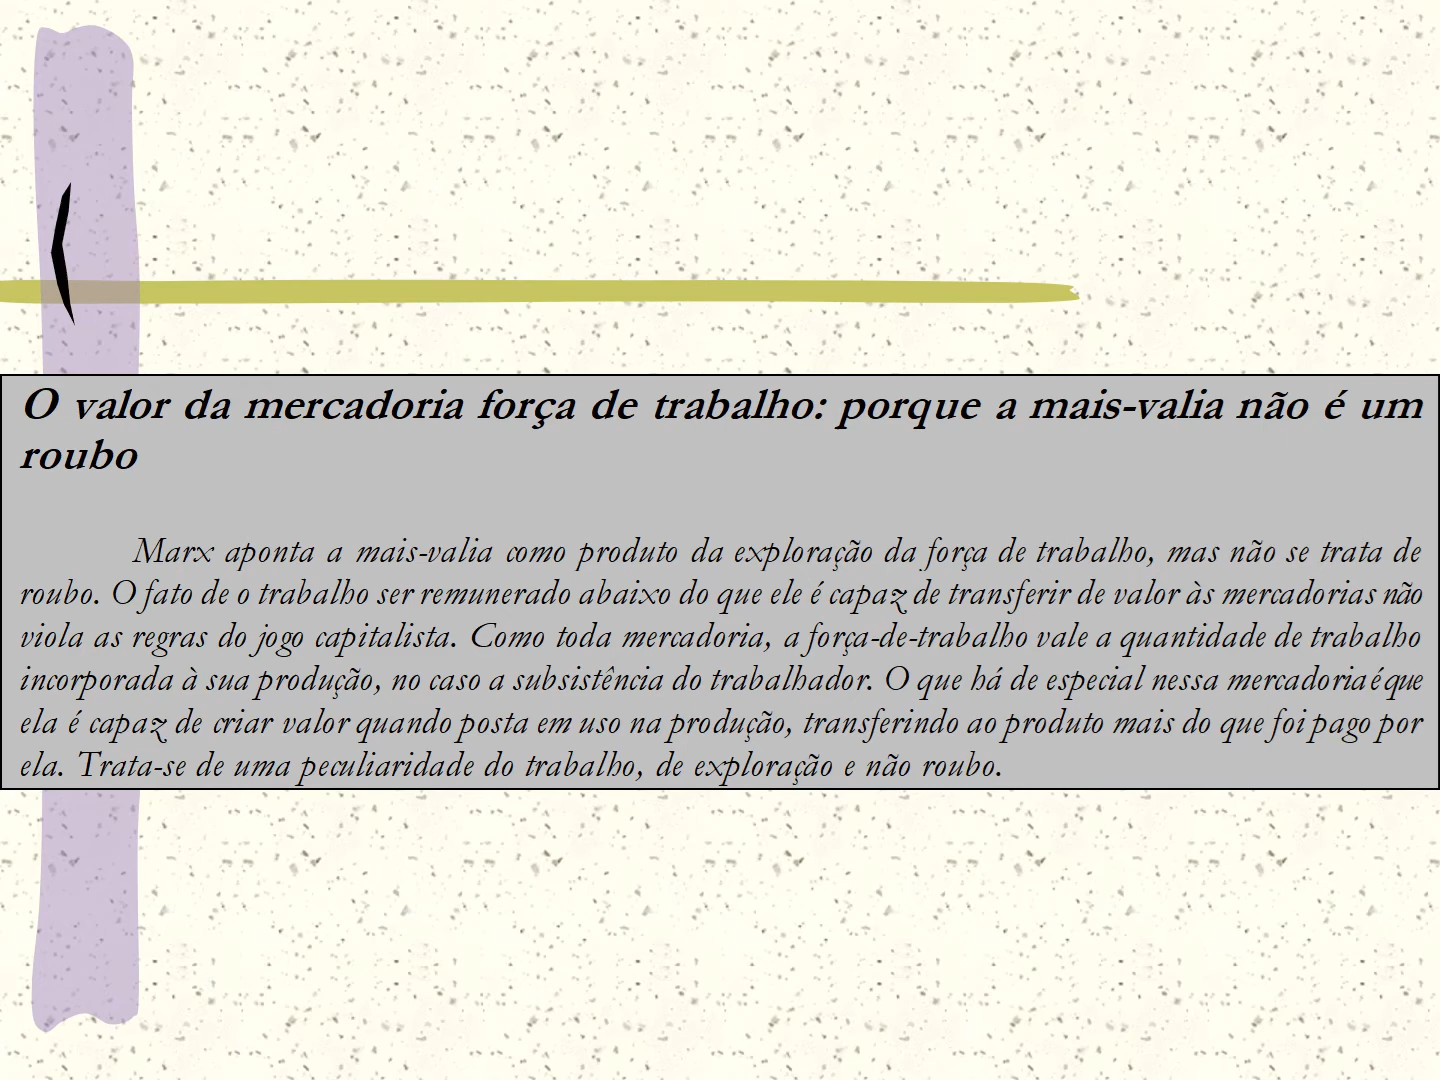 O valor da mercadoria força de trabalho: porque a mais-valia não é um
roubo
Marx aponta a mais-valia como produto da exploração da força de trabalho, mas não se trata de
roubo. O fato de o trabalho ser remunerado abaixo do que ele é capaz de transferir de valor às mercadorias não
viola as regras do jogo capitalista. Como toda mercadoria, a força-de-trabalho vale a quantidade de trabalho
incorporada à sua produção, no caso a subsistência do trabalhador. O que há de especial nessa mercadoria é que
ela é capaz de criar valor quando posta em uso na produção, transferindo ao produto mais do que foi pago por
ela. Trata-se de uma peculiaridade do trabalho, de exploração e não roubo.